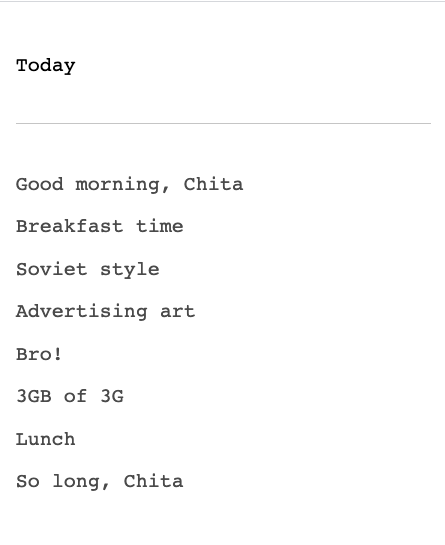 Today
Good morning, Chita
Breakfast time
Soviet style
Advertising art
Bro!
3GB of 3G
Lunch
So long, Chita